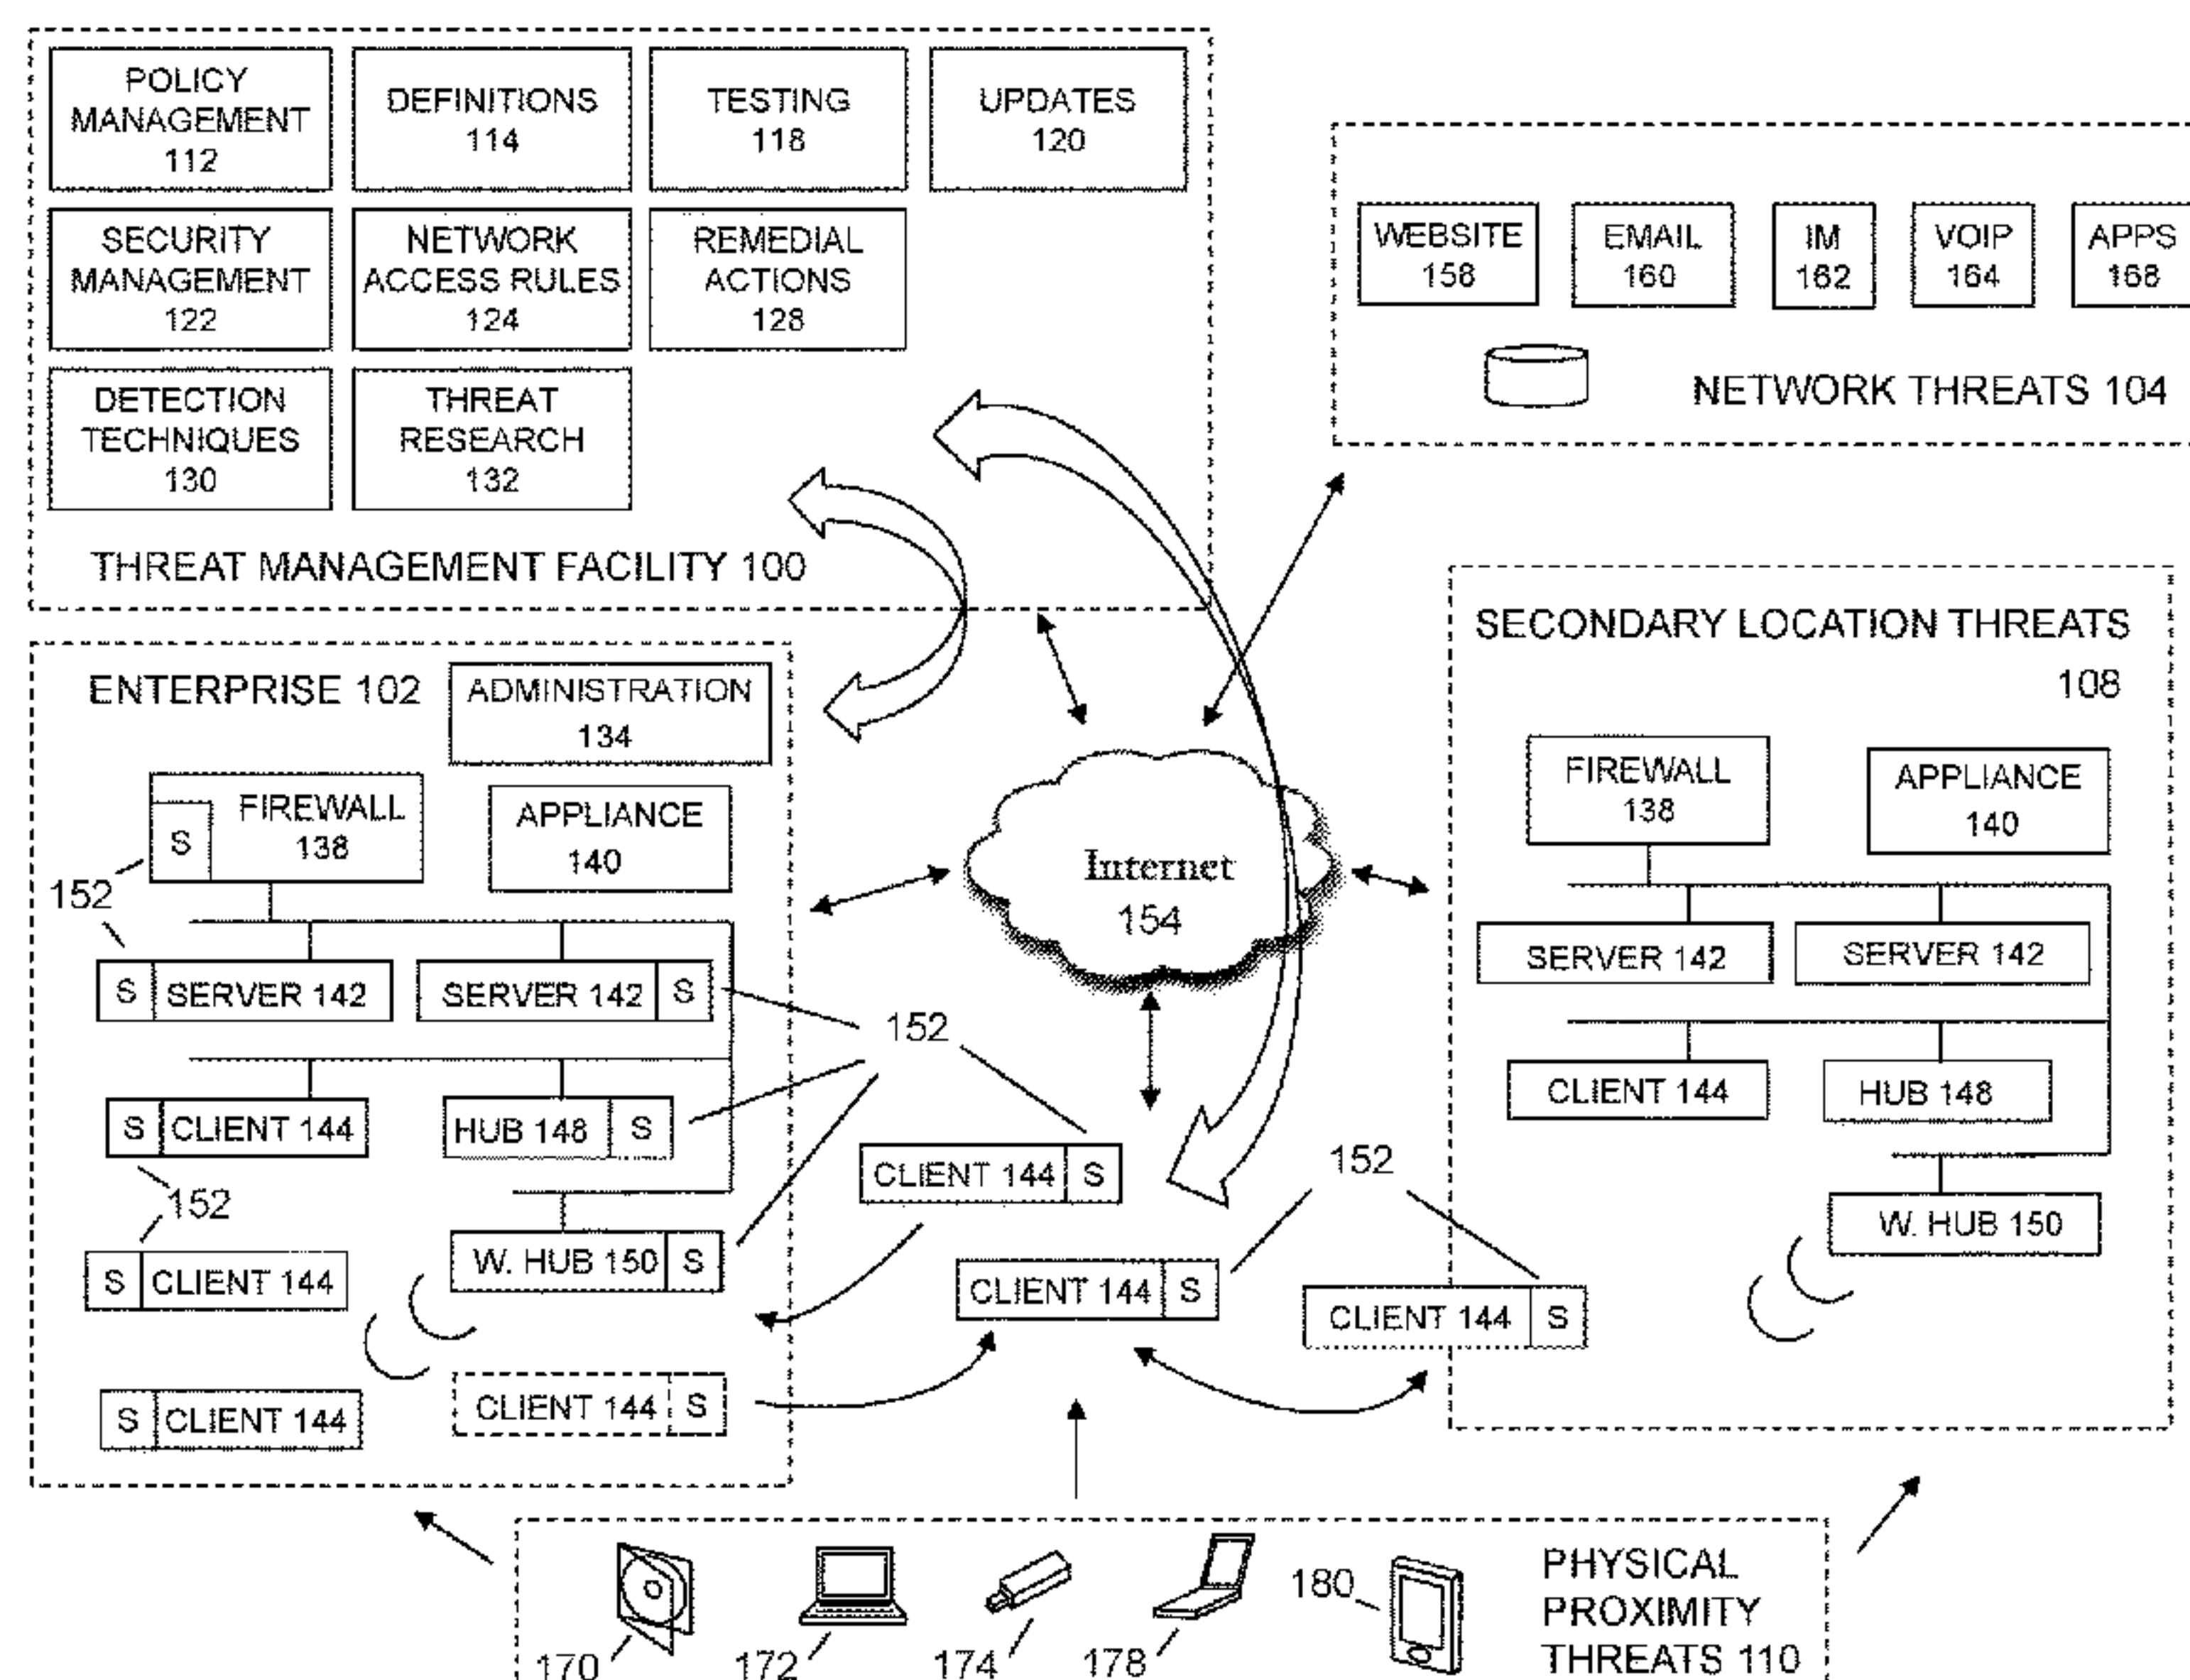 POLICY
MANAGEMENT
112
DEFINITIONS
114
TESTING
118
UPDATES
120
SECURITY
MANAGEMENT
122
NETWORK
ACCESS RULES
124
REMEDIAL
ACTIONS
128
DETECTION
TECHNIQUES
130
THREAT
RESEARCH
132
THREAT MANAGEMENT FACILITY 100
WEBSITE
158
EMAIL
160
IM
162
VOIP
164
APPS
168
NETWORK THREATS 104
ENTERPRISE 102
ADMINISTRATION
134
S
FIREWALL
138
APPLIANCE
140
152
S SERVER 142
SERVER 142 S
152
S CLIENT 144
HUB 148 S
152
S CLIENT 144
W. HUB 150 S
S CLIENT 144
CLIENT 144 S
Internet
154
CLIENT 144 S
CLIENT 144 S
152
CLIENT 144 S
SECONDARY LOCATION THREATS
108
FIREWALL
138
APPLIANCE
140
SERVER 142
SERVER 142
CLIENT 144
HUB 148
W. HUB 150
170
172
174
178
180
PHYSICAL
PROXIMITY
THREATS 110